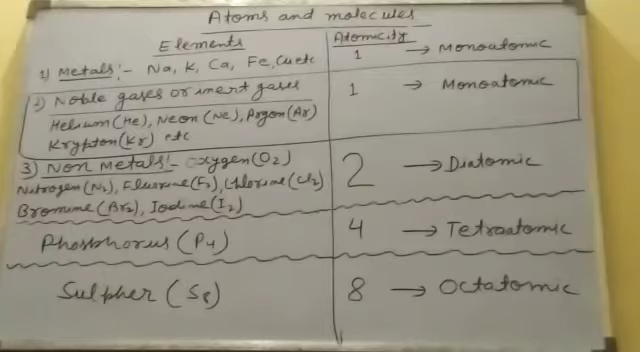 Atoms and molecules
Elements
Atomicity
1) Metals:- Na, K, Ca, Fe, Cu etc
1 → Monoatomic
2) Noble gases or inert gases
1 → Monoatomic
Helium(He), Neon(Ne), Argon(Ar)
Krypton(Kr) etc
3) Non Metals:- Oxygen(O₂)
2 → Diatomic
Nitrogen(N₂), Fluorine(F₂), Chlorine(Cl₂)
Bromine(Br₂), Iodine(I₂)
Phosphorus(P₄)
4 → Tetraatomic
Sulpher(S₈)
8 → Octatomic